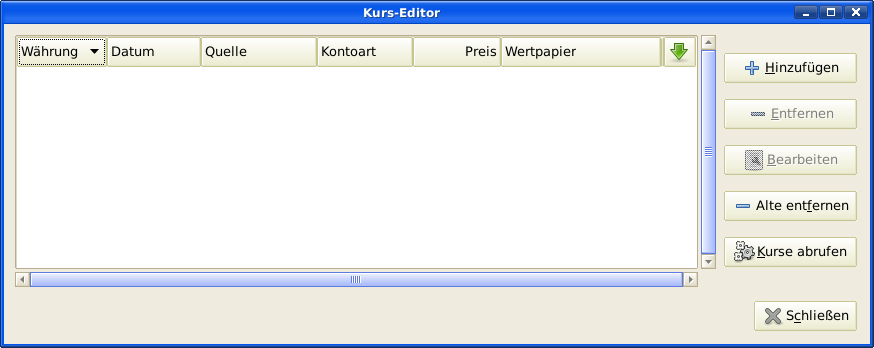 Kurs-Editor
Währung Datum Quelle Kontoart Preis Wertpapier
Hinzufügen
Entfernen
Bearbeiten
Alte entfernen
Kurse abrufen
Schließen